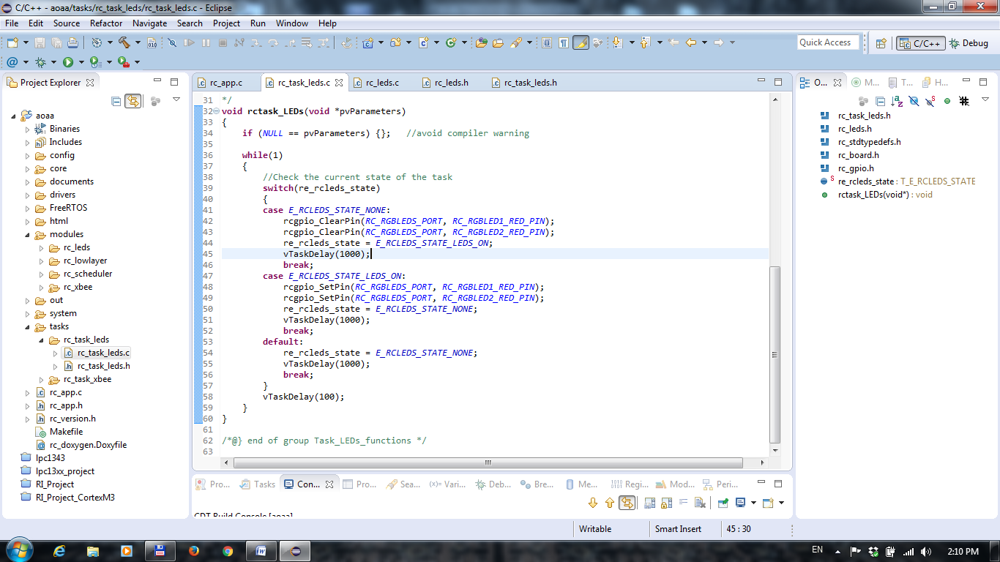 C/C++ - aoaa/tasks/rc_task_leds/rc_task_leds.c - Eclipse
File Edit Source Refactor Navigate Search Project Run Window Help
Quick Access
C/C++
Debug
Project Explorer
aoaa
Binaries
Includes
config
core
documents
drivers
FreeRTOS
html
modules
rc_leds
rc_lowlayer
rc_scheduler
rc_xbee
out
system
tasks
rc_task_leds
rc_task_leds.c
rc_task_leds.h
rc_task_xbee
rc_app.c
rc_app.h
rc_version.h
Makefile
rc_doxygen.Doxyfile
lpc1343
lpc13xx_project
RI_Project
RI_Project_CortexM3
rc_app.c rc_task_leds.c rc_leds.c rc_leds.h rc_task_leds.h
31 */
32 void rctask_LEDs(void *pvParameters)
33 {
34 if (NULL == pvParameters) {}; //avoid compiler warning
35
36 while(1)
37 {
38 //Check the current state of the task
39 switch(re_rcleds_state)
40 {
41 case E_RCLEDS_STATE_NONE:
42 rcgpio_ClearPin(RC_RGBLEDS_PORT, RC_RGBLED1_RED_PIN);
43 rcgpio_ClearPin(RC_RGBLEDS_PORT, RC_RGBLED2_RED_PIN);
44 re_rcleds_state = E_RCLEDS_STATE_LEDS_ON;
45 vTaskDelay(1000);
46 break;
47 case E_RCLEDS_STATE_LEDS_ON:
48 rcgpio_SetPin(RC_RGBLEDS_PORT, RC_RGBLED1_RED_PIN);
49 rcgpio_SetPin(RC_RGBLEDS_PORT, RC_RGBLED2_RED_PIN);
50 re_rcleds_state = E_RCLEDS_STATE_NONE;
51 vTaskDelay(1000);
52 break;
53 default:
54 re_rcleds_state = E_RCLEDS_STATE_NONE;
55 vTaskDelay(1000);
56 break;
57 }
58 vTaskDelay(100);
59 }
60 }
61
62 /*@} end of group Task_LEDs_functions */
63
O... M... T... H...
rc_task_leds.h
rc_leds.h
rc_stdtypedefs.h
rc_board.h
rc_gpio.h
re_rcleds_state : T_E_RCLEDS_STATE
rctask_LEDs(void*) : void
Pro... Tasks Con... Pro... Sea... Vari... Deb... Bre... Me... Regi... Mod... Peri...
CDT Build Console [aoaa]
Writable Smart Insert 45 : 30
EN 2:10 PM